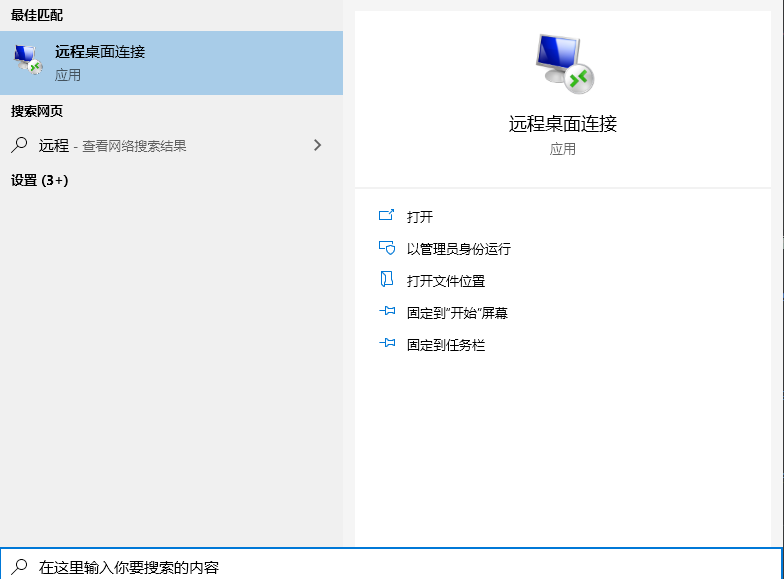 最佳匹配
远程桌面连接
应用
搜索网页
远程 - 查看网络搜索结果
设置 (3+)
远程桌面连接
应用
打开
以管理员身份运行
打开文件位置
固定到"开始"屏幕
固定到任务栏
在这里输入你要搜索的内容